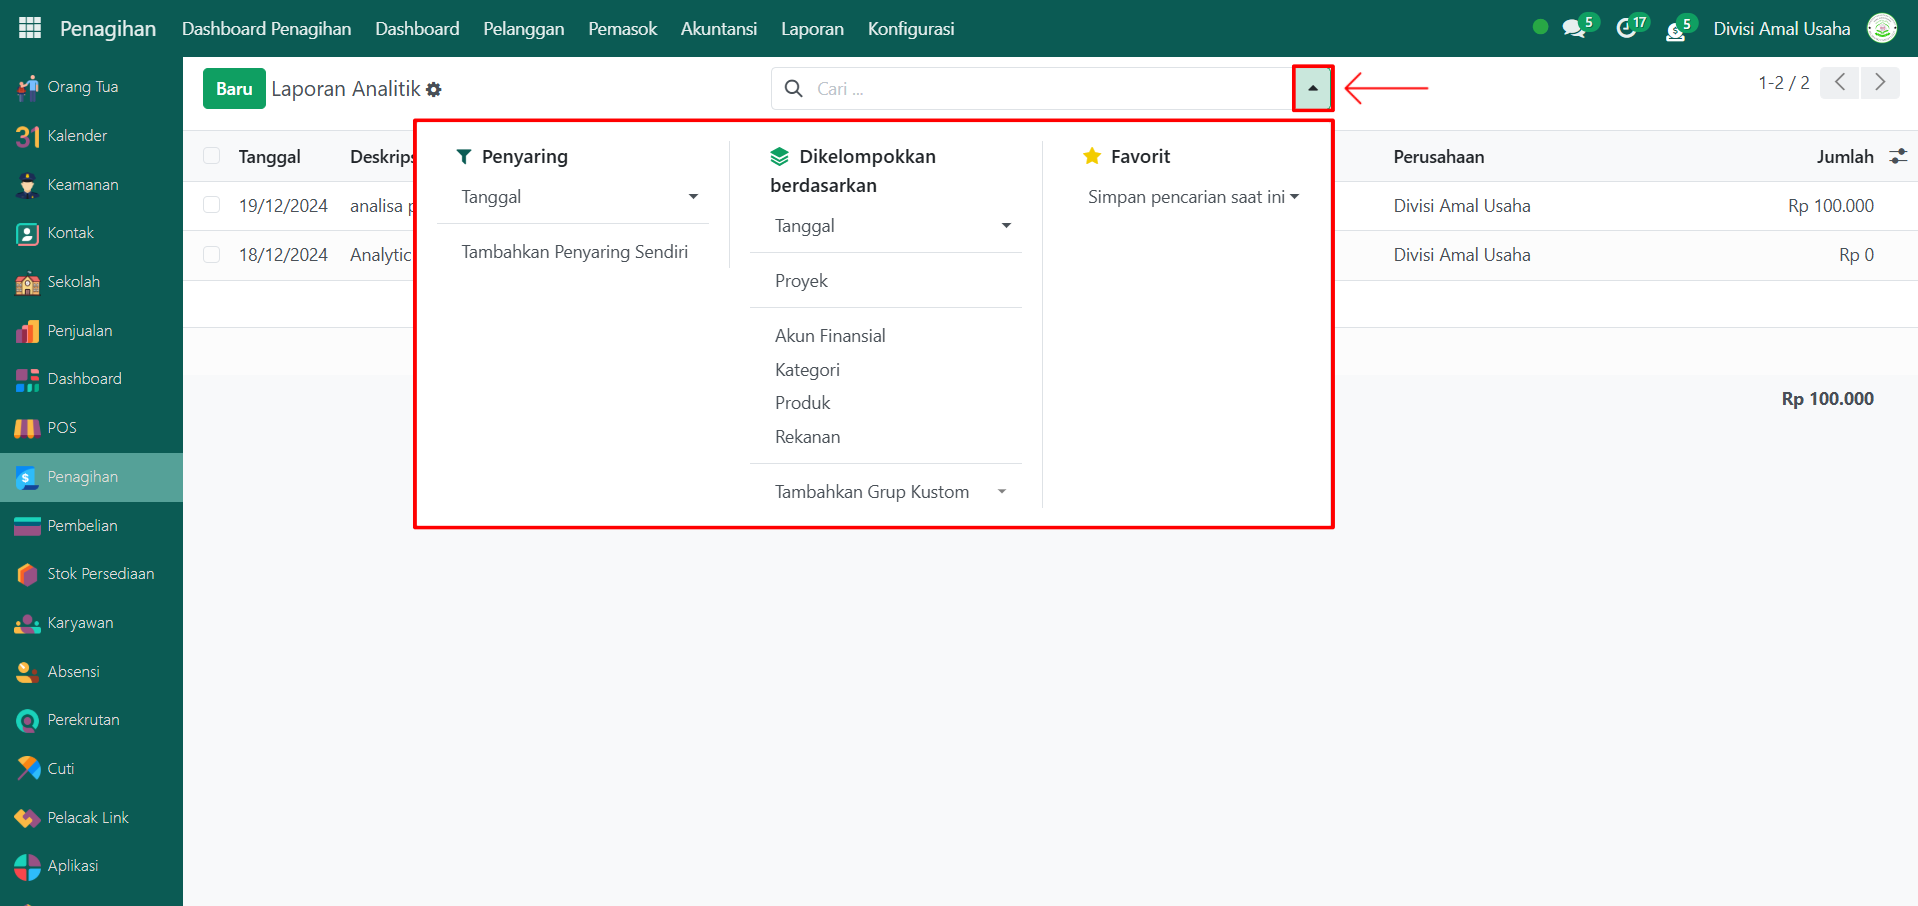 Penagihan Dashboard Penagihan Dashboard Pelanggan Pemasok Akuntansi Laporan Konfigurasi 5 17 5 Divisi Amal Usaha
Orang Tua
Kalender
Keamanan
Kontak
Sekolah
Penjualan
Dashboard
POS
Penagihan
Pembelian
Stok Persediaan
Karyawan
Absensi
Perekrutan
Cuti
Pelacak Link
Aplikasi
Baru Laporan Analitik Cari ... 1-2 / 2
Tanggal Deskrips Perusahaan Jumlah
19/12/2024 analisa p Divisi Amal Usaha Rp 100.000
18/12/2024 Analytic Divisi Amal Usaha Rp 0
Rp 100.000
Penyaring
Tanggal
Tambahkan Penyaring Sendiri
Dikelompokkan
berdasarkan
Tanggal
Proyek
Akun Finansial
Kategori
Produk
Rekanan
Tambahkan Grup Kustom
Favorit
Simpan pencarian saat ini